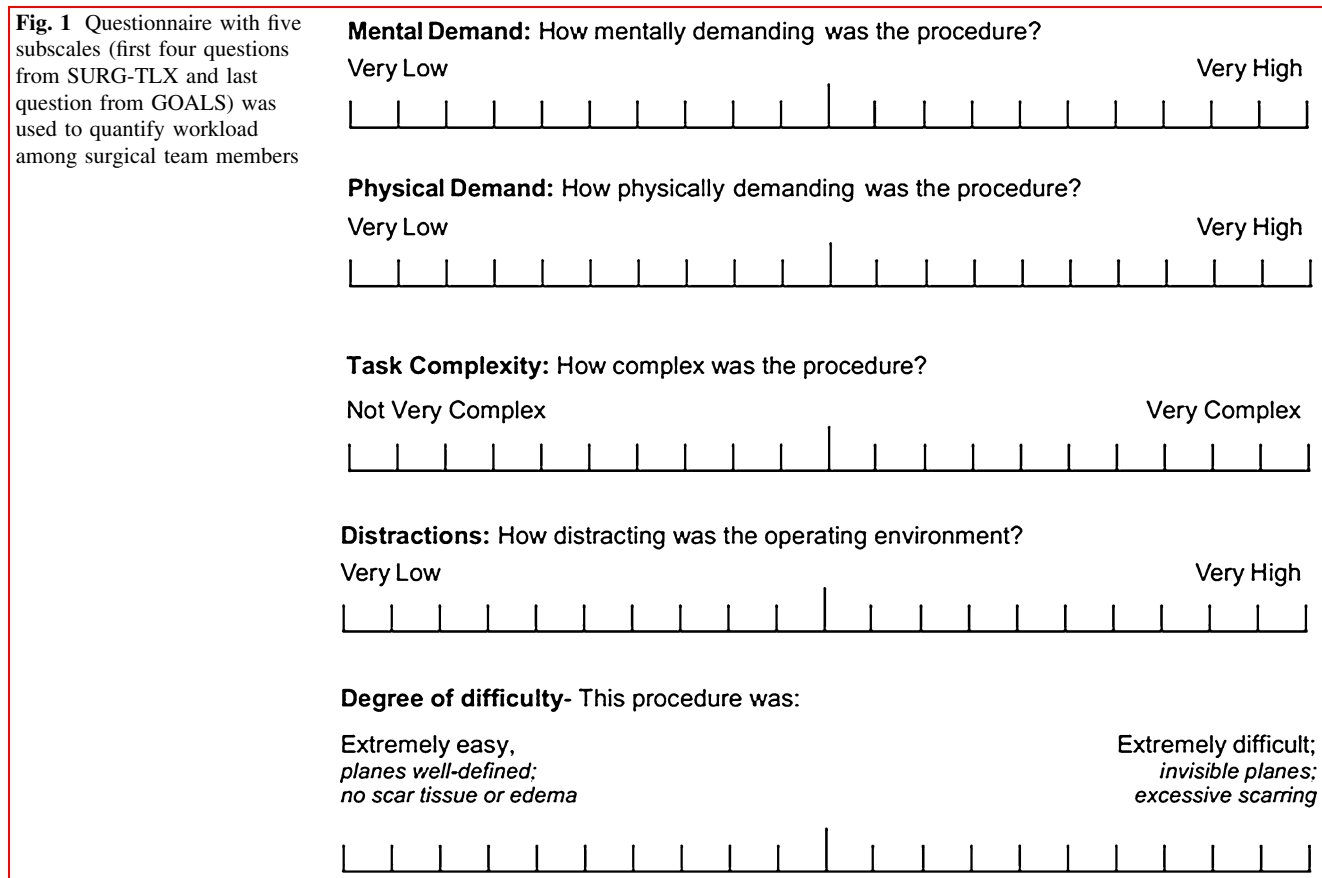 Fig. 1 Questionnaire with five
subscales (first four questions
from SURG-TLX and last
question from GOALS) was
used to quantify workload
among surgical team members
Mental Demand: How mentally demanding was the procedure?
Very Low Very High
Physical Demand: How physically demanding was the procedure?
Very Low Very High
Task Complexity: How complex was the procedure?
Not Very Complex Very Complex
Distractions: How distracting was the operating environment?
Very Low Very High
Degree of difficulty- This procedure was:
Extremely easy, Extremely difficult;
planes well-defined; invisible planes;
no scar tissue or edema excessive scarring